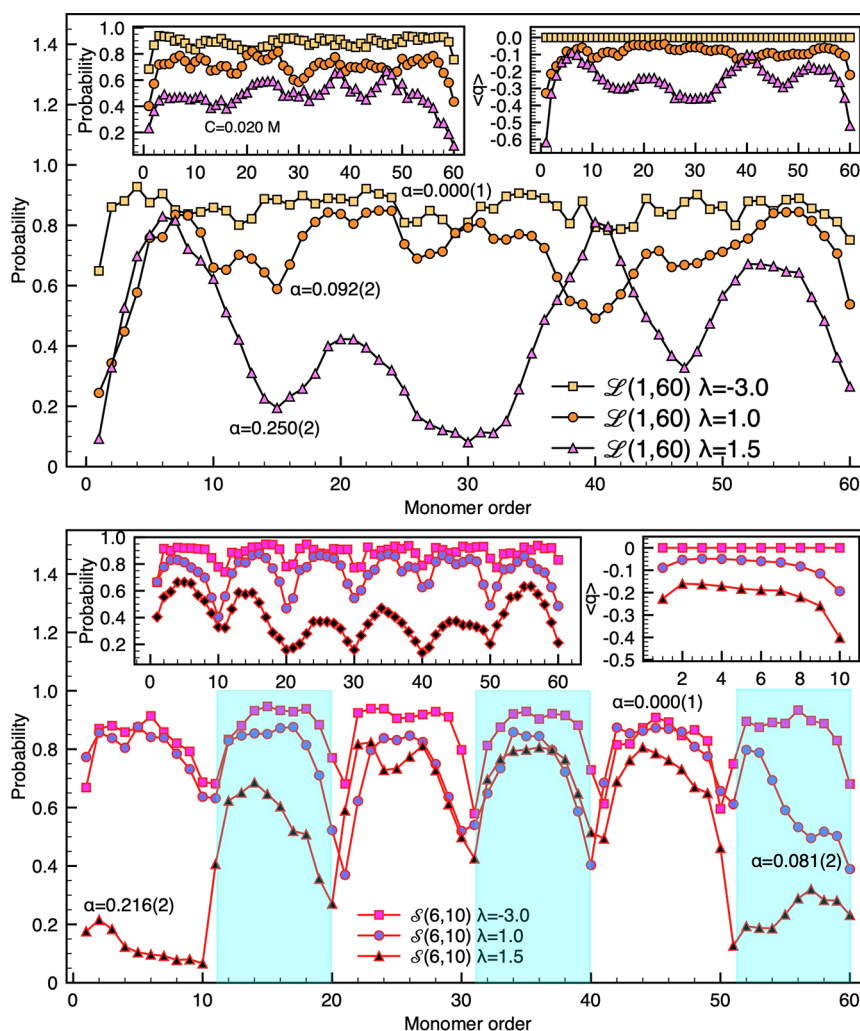 1.4
1.2
1.0
0.8
0.6
0.4
0.2
0
Probability
1.0
0.8
0.6
0.4
0.2
Probability
C=0.020 M
0 10 20 30 40 50 60
-0.0
-0.1
-0.2
-0.3
-0.4
-0.5
-0.6
<q>
0 10 20 30 40 50 60
α=0.000(1)
α=0.092(2)
α=0.250(2)
ℒ(1,60) λ=-3.0
ℒ(1,60) λ=1.0
ℒ(1,60) λ=1.5
0 10 20 30 40 50 60
Monomer order
1.4
1.2
1.0
0.8
0.6
0.4
0.2
0
Probability
1.0
0.8
0.6
0.4
0.2
Probability
0 10 20 30 40 50 60
0
-0.1
-0.2
-0.3
-0.4
-0.5
<q>
2 4 6 8 10
α=0.000(1)
α=0.081(2)
α=0.216(2)
𝒮(6,10) λ=-3.0
𝒮(6,10) λ=1.0
𝒮(6,10) λ=1.5
0 10 20 30 40 50 60
Monomer order